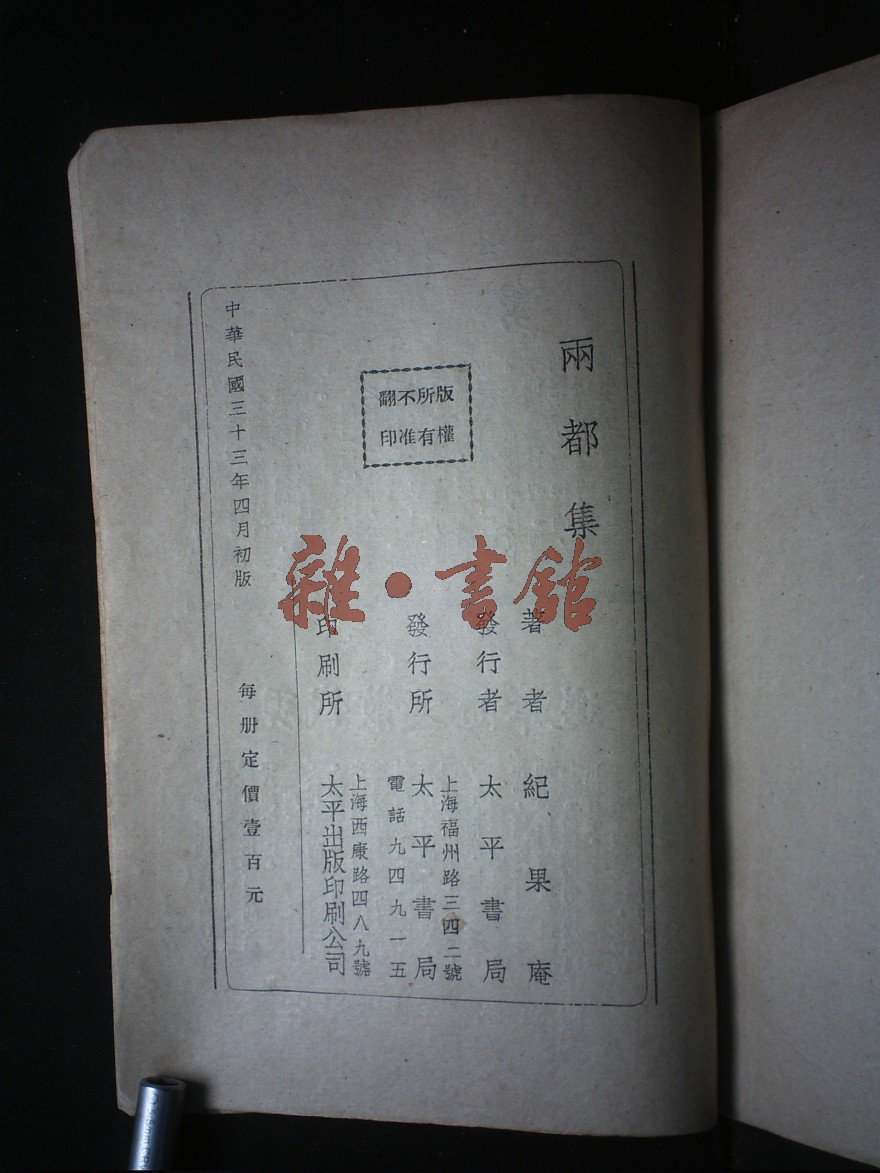 兩都集
著者 紀果庵
發行者 太平書局
上海福州路三四二號
發行所 太平書局
電話九四九一五
上海西康路四八九號
印刷所 太平出版印刷公司
版權所有不准翻印
中華民國三十三年四月初版 每册定價壹百元
雜·書館